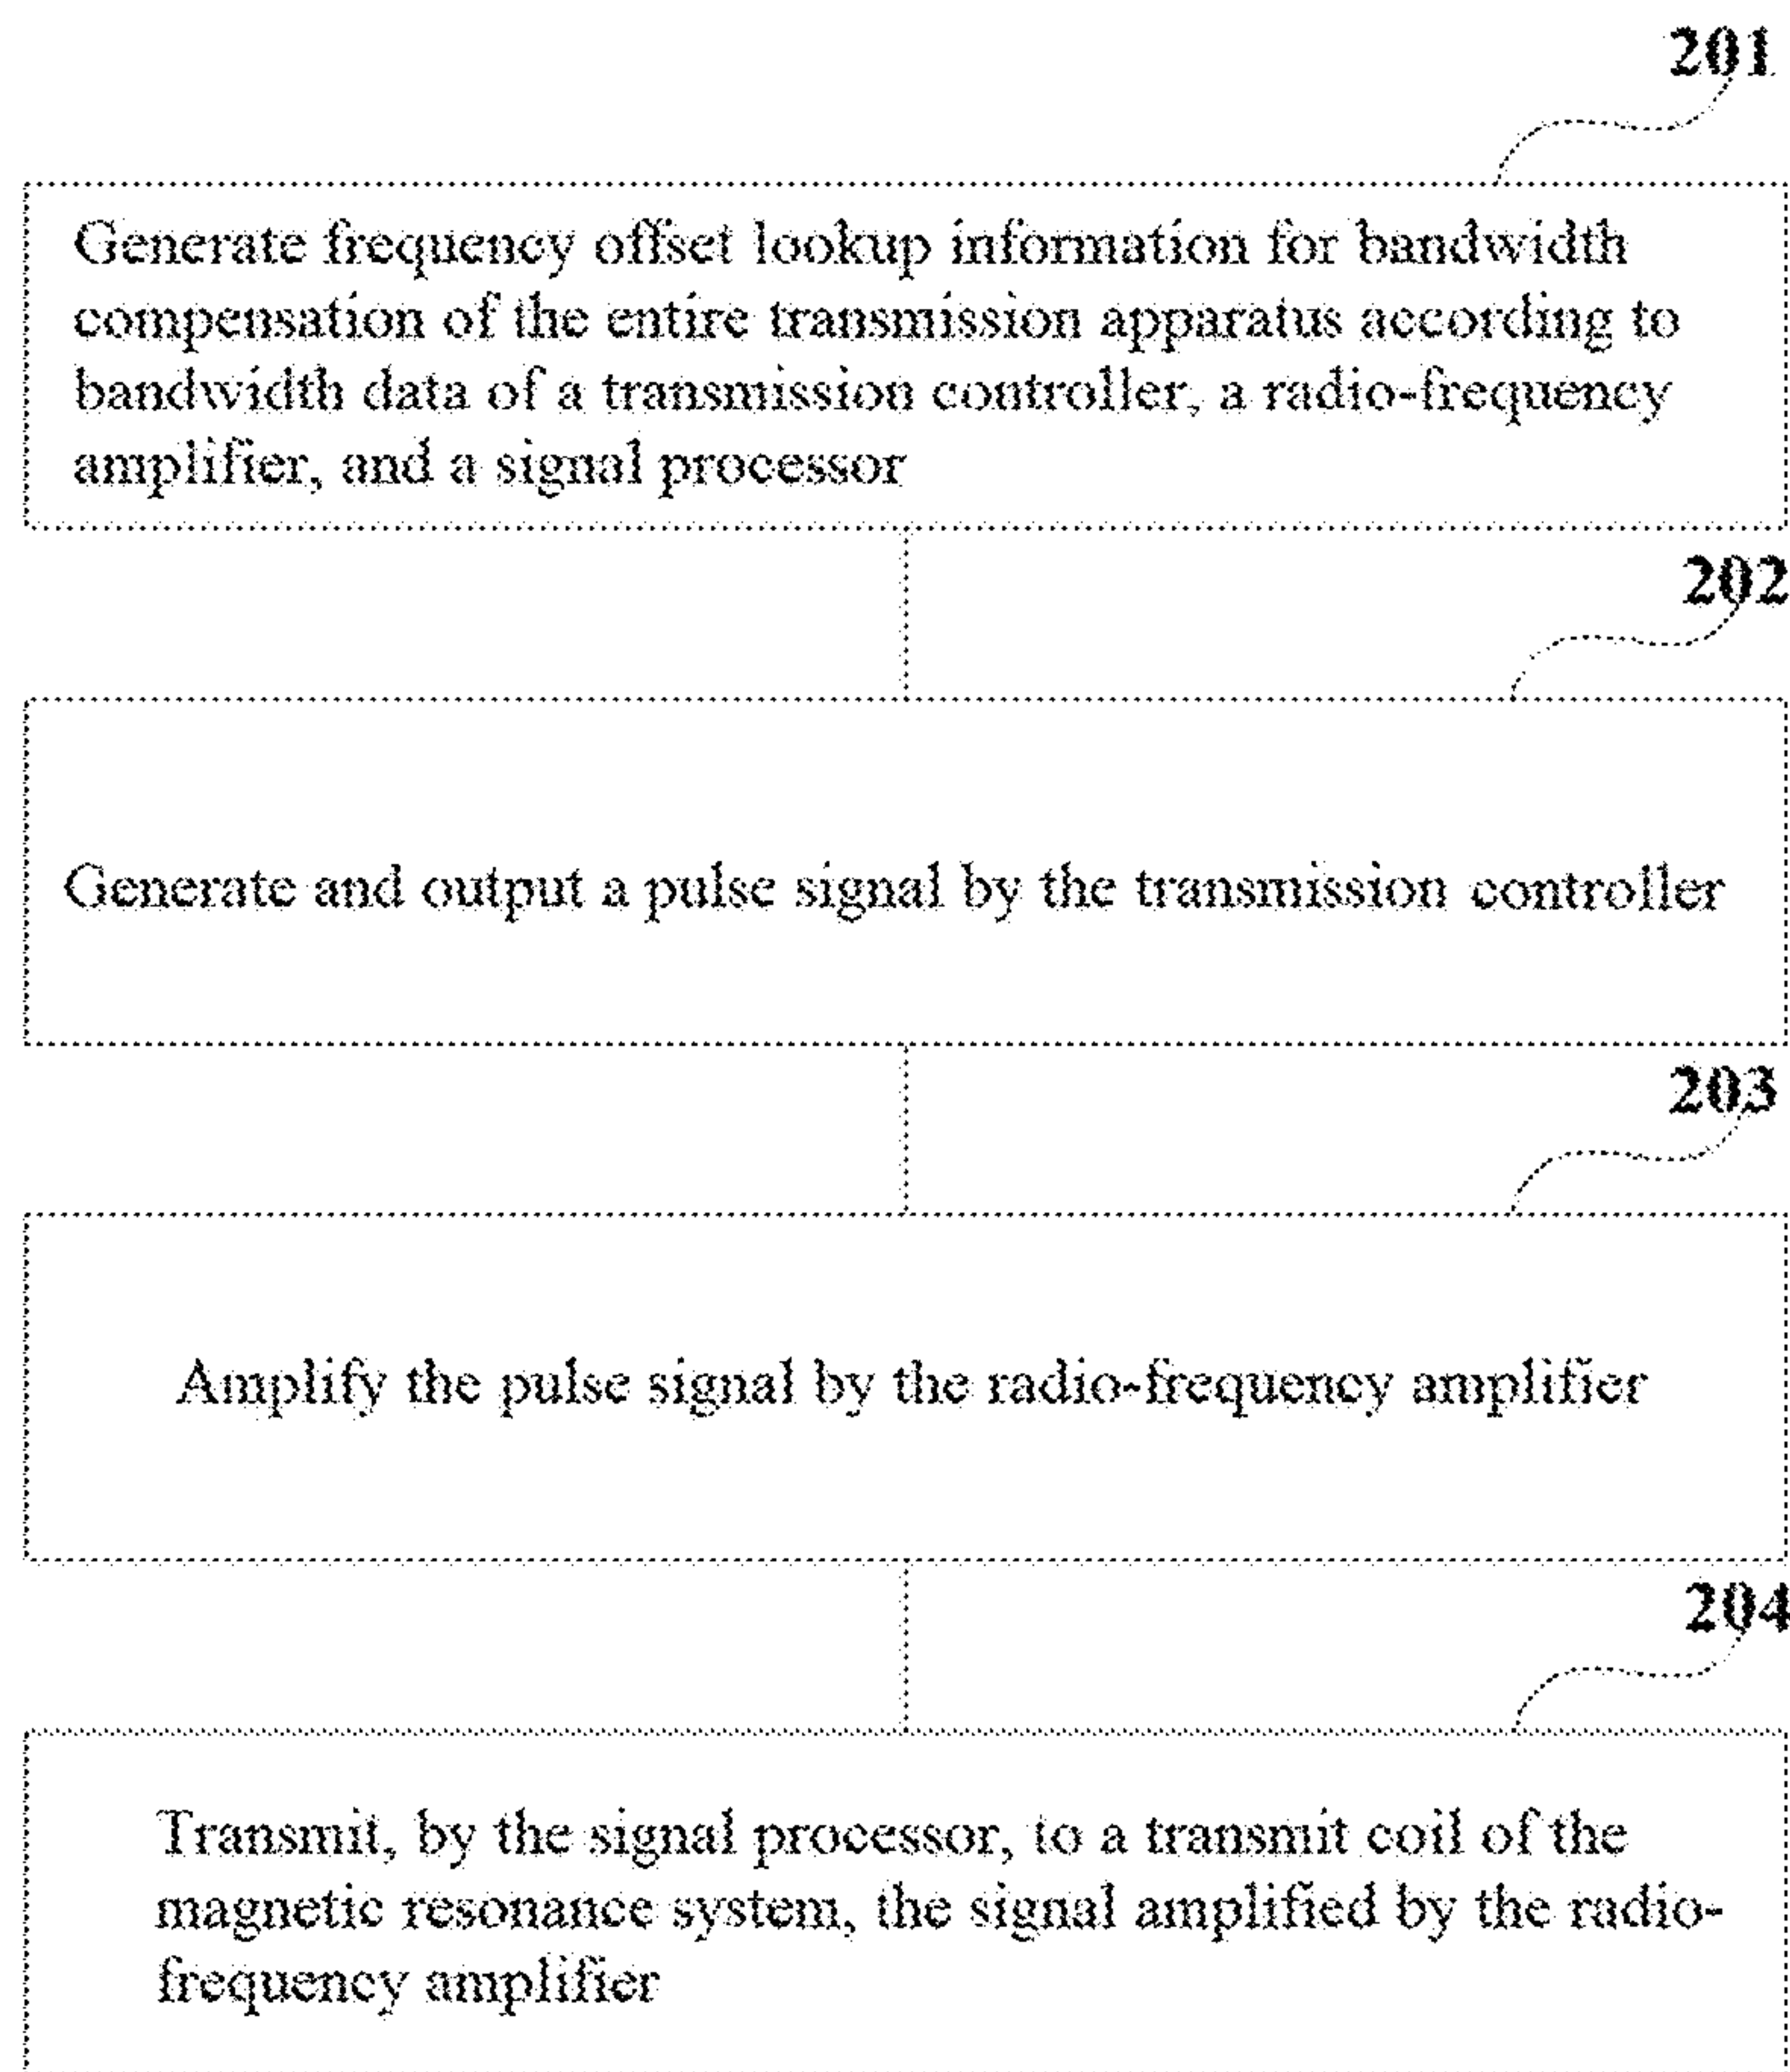 201
Generate frequency offset lookup information for bandwidth
compensation of the entire transmission apparatus according to
bandwidth data of a transmission controller, a radio-frequency
amplifier, and a signal processor
202
Generate and output a pulse signal by the transmission controller
203
Amplify the pulse signal by the radio-frequency amplifier
204
Transmit, by the signal processor, to a transmit coil of the
magnetic resonance system, the signal amplified by the radio-
frequency amplifier